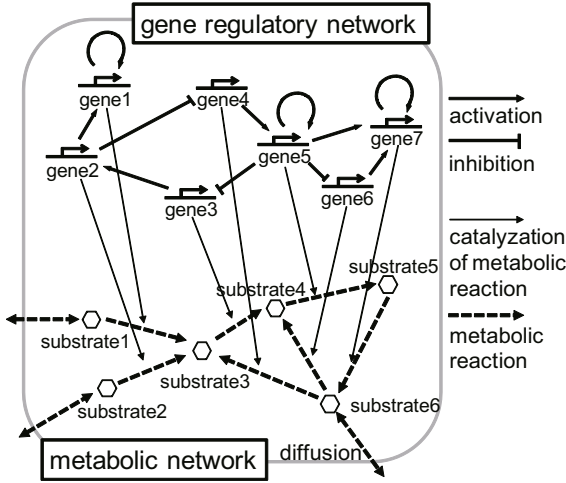 gene regulatory network
gene1
gene4
gene2
gene5
gene7
gene3
gene6
activation
inhibition
catalyzation
of metabolic
reaction
metabolic
reaction
substrate5
substrate4
substrate1
substrate3
substrate2
substrate6
diffusion
metabolic network